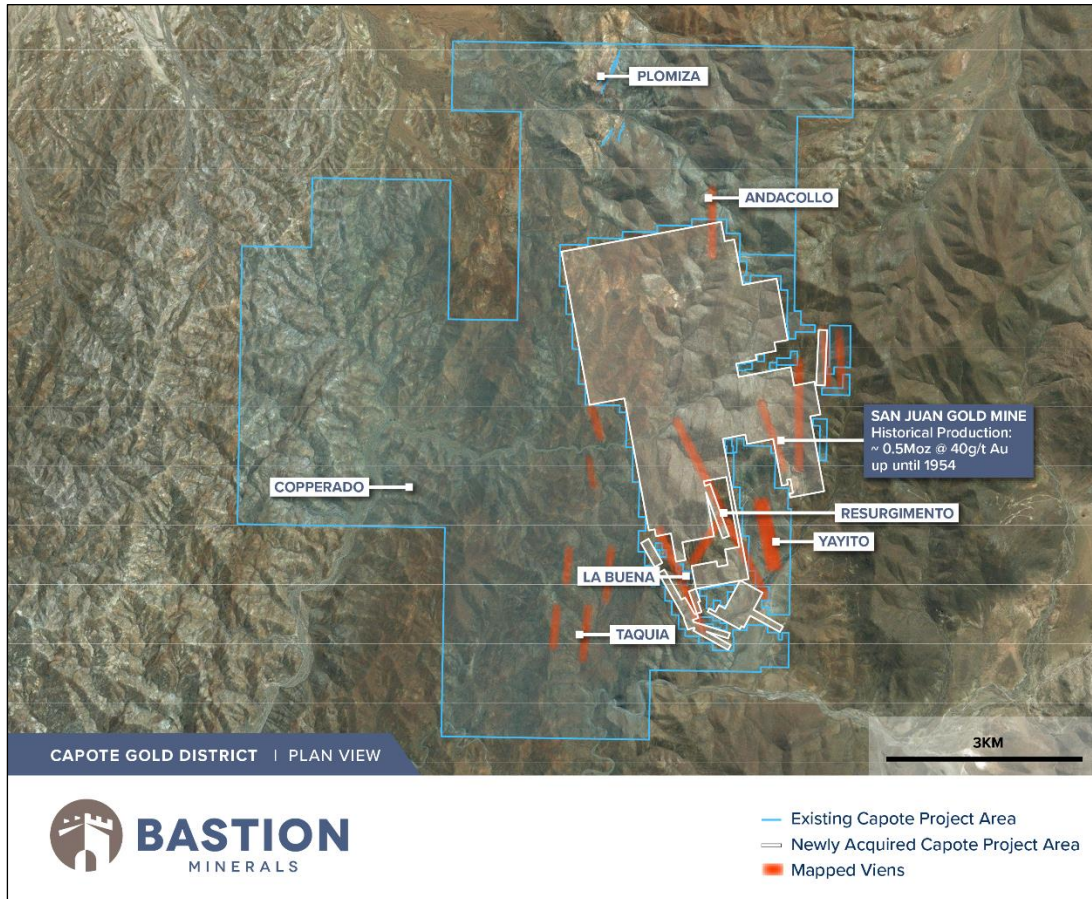 PLOMIZA
ANDACOLLO
SAN JUAN GOLD MINE
Historical Production:
~ 0.5Moz @ 40g/t Au
up until 1954
COPPERADO
RESURGIMENTO
YAYITO
LA BUENA
TAQUIA
3KM
CAPOTE GOLD DISTRICT | PLAN VIEW
BASTION
MINERALS
Existing Capote Project Area
Newly Acquired Capote Project Area
Mapped Viens